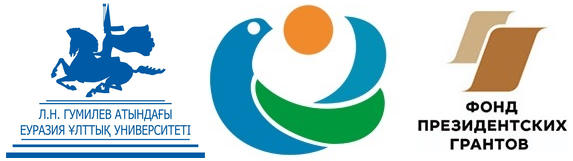 Л.Н. ГУМИЛЕВ АТЫНДАҒЫ
ЕУРАЗИЯ ҰЛТТЫҚ УНИВЕРСИТЕТІ
ФОНД
ПРЕЗИДЕНТСКИХ
ГРАНТОВ